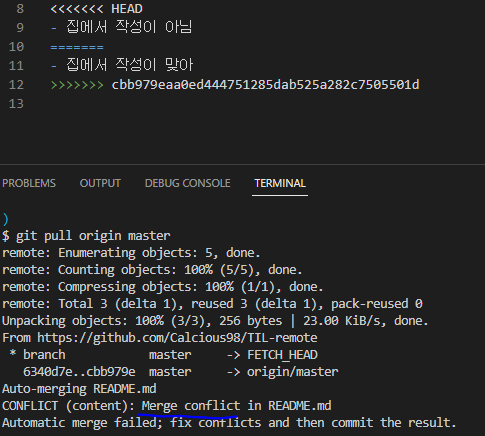 8 <<<<<<< HEAD
9 - 집에서 작성이 아님
10 =======
11 - 집에서 작성이 맞아
12 >>>>>>> cbb979eaa0ed444751285dab525a282c7505501d
13
PROBLEMS OUTPUT DEBUG CONSOLE TERMINAL
)
$ git pull origin master
remote: Enumerating objects: 5, done.
remote: Counting objects: 100% (5/5), done.
remote: Compressing objects: 100% (1/1), done.
remote: Total 3 (delta 1), reused 3 (delta 1), pack-reused 0
Unpacking objects: 100% (3/3), 256 bytes | 23.00 KiB/s, done.
From https://github.com/Calcious98/TIL-remote
* branch master -> FETCH_HEAD
6340d7e..cbb979e master -> origin/master
Auto-merging README.md
CONFLICT (content): Merge conflict in README.md
Automatic merge failed; fix conflicts and then commit the result.